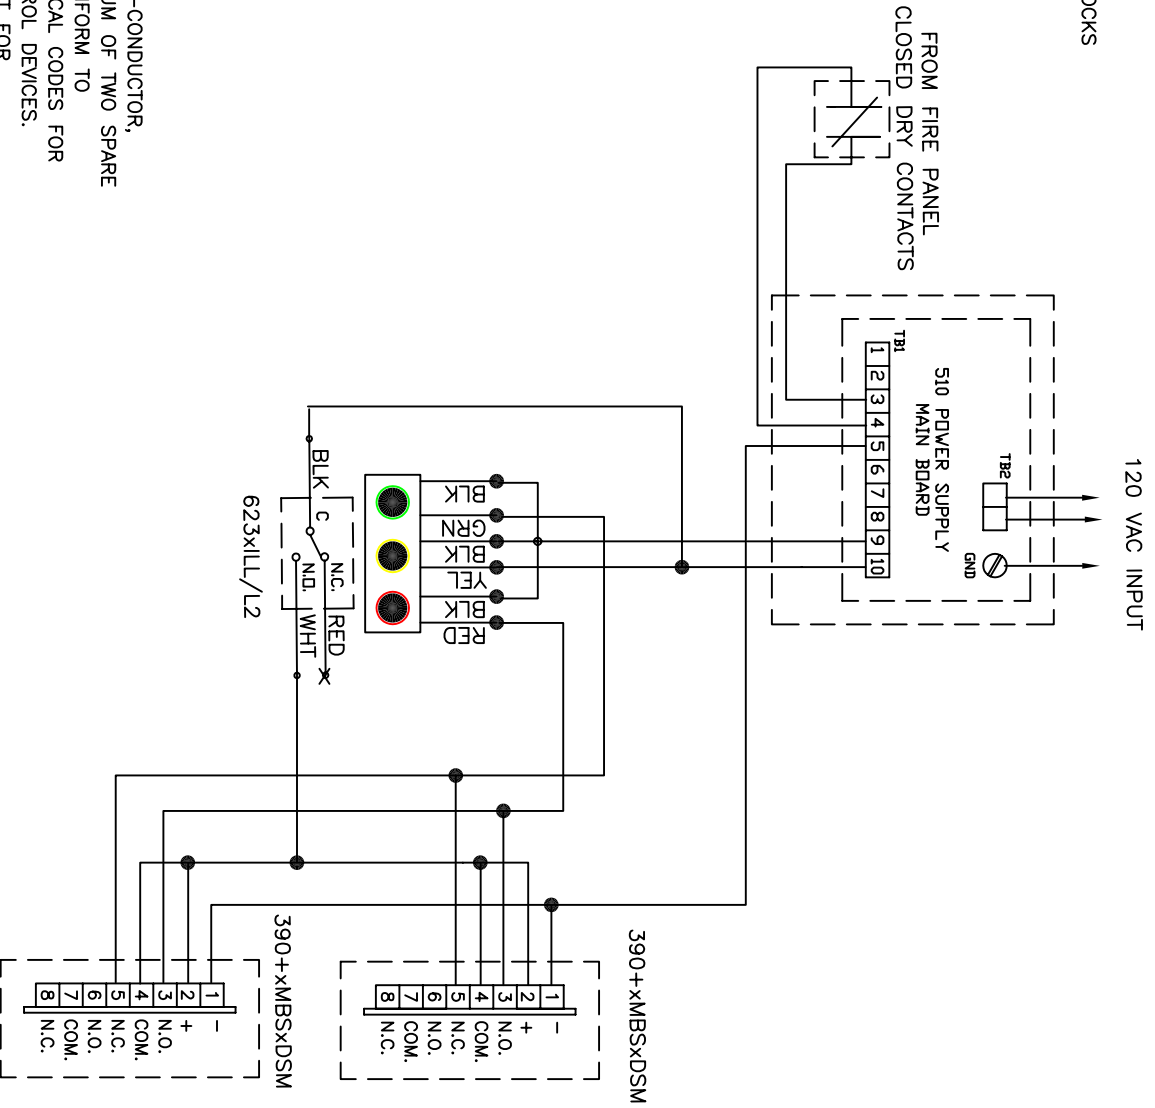 OCKS
FROM FIRE PANEL
CLOSED DRY CONTACTS
120 VAC INPUT
TB1
1 2 3 4 5 6 7 8 9 10
510 POWER SUPPLY
MAIN BOARD
TB2
GND
-CONDUCTOR,
UM OF TWO SPARE
IFORM TO
CAL CODES FOR
ROL DEVICES.
T FOR
BLK
GRN
BLK
YEL
BLK
RED
BLK
C
N.C.
N.O.
RED
WHT
623xILL/L2
390+xMBSxDSM
1 -
2 +
3 N.O.
4 COM.
5 N.C.
6 N.O.
7 COM.
8 N.C.
390+xMBSxDSM
1 -
2 +
3 N.O.
4 COM.
5 N.C.
6 N.O.
7 COM.
8 N.C.